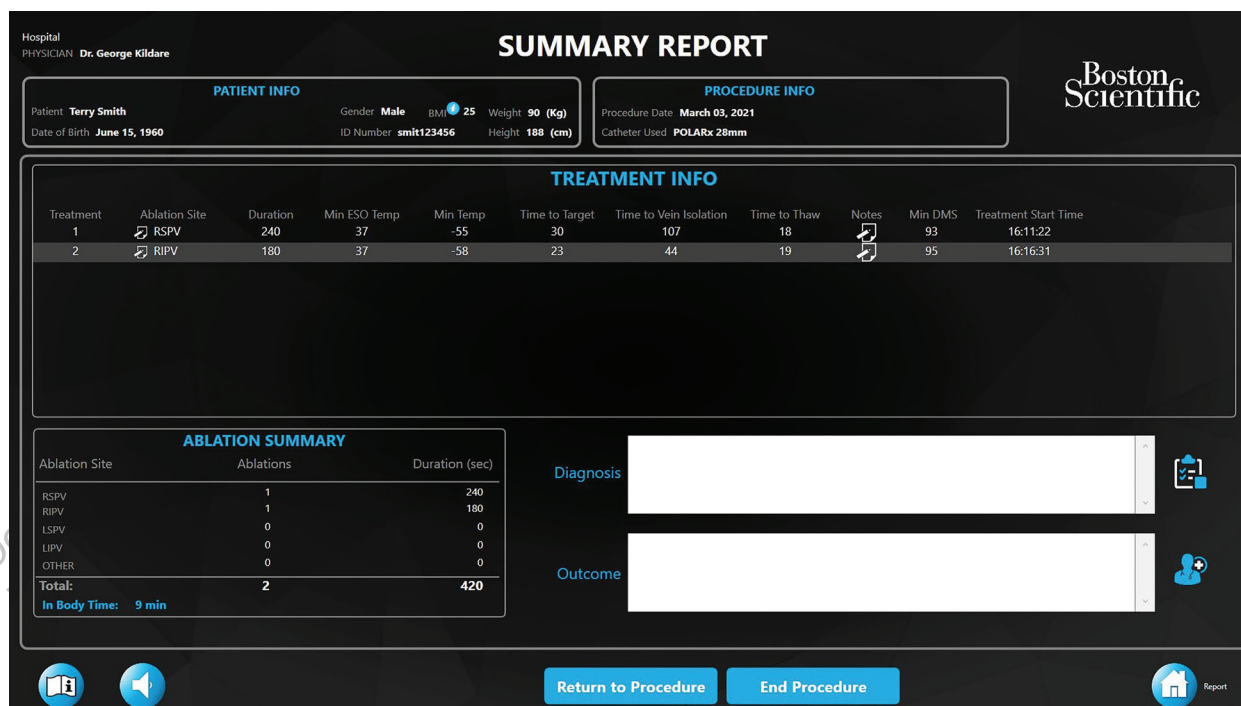 Hospital
PHYSICIAN Dr. George Kildare
SUMMARY REPORT
Boston
Scientific
PATIENT INFO
Patient Terry Smith Gender Male BMI i 25 Weight 90 (Kg)
Date of Birth June 15, 1960 ID Number smit123456 Height 188 (cm)
PROCEDURE INFO
Procedure Date March 03, 2021
Catheter Used POLARx 28mm
TREATMENT INFO
Treatment Ablation Site Duration Min ESO Temp Min Temp Time to Target Time to Vein Isolation Time to Thaw Notes Min DMS Treatment Start Time
1 RSPV 240 37 -55 30 107 18 93 16:11:22
2 RIPV 180 37 -58 23 44 19 95 16:16:31
ABLATION SUMMARY
Ablation Site Ablations Duration (sec)
RSPV 1 240
RIPV 1 180
LSPV 0 0
LIPV 0 0
OTHER 0 0
Total: 2 420
In Body Time: 9 min
Diagnosis
Outcome
Return to Procedure
End Procedure
Report